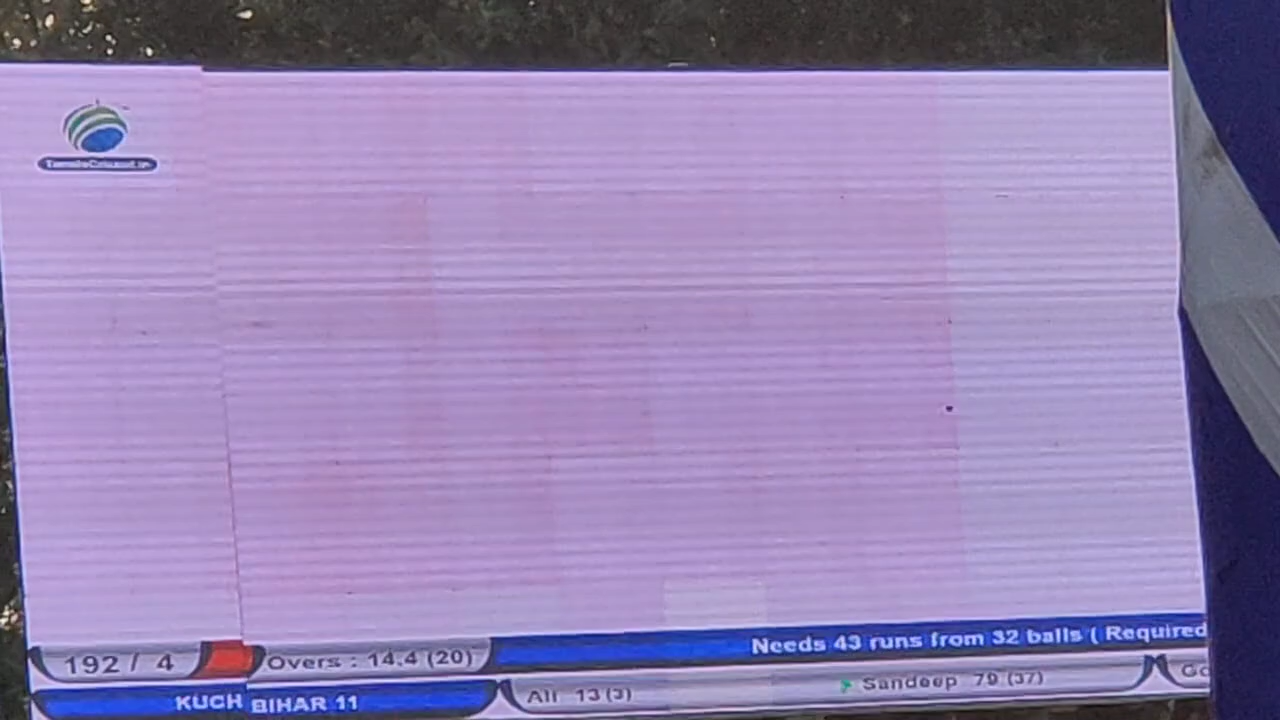 Needs 43 runs from 32 balls ( Required
192 / 4 Overs : 14.4 (20)
KUCH BIHAR 11 Ali 13 (3) Sandeep 79 (37) Go